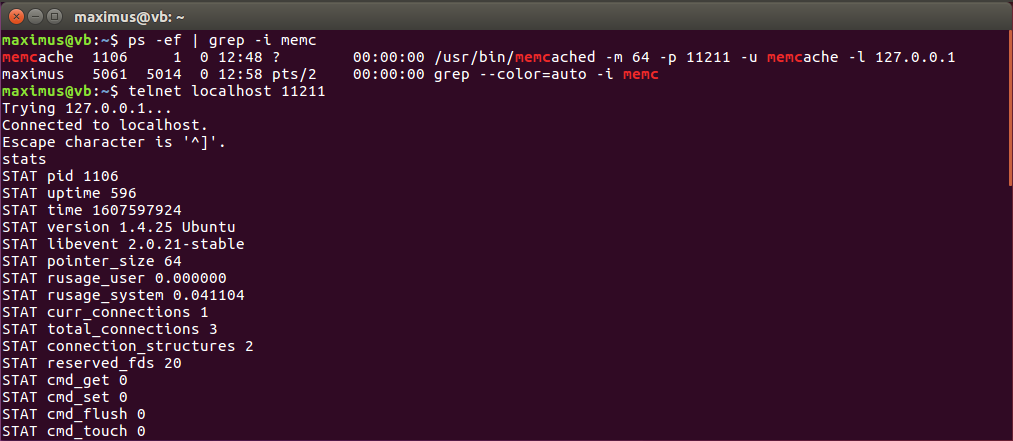 maximus@vb: ~
maximus@vb:~$ ps -ef | grep -i memc
memcache  1106     1  0 12:48 ?        00:00:00 /usr/bin/memcached -m 64 -p 11211 -u memcache -l 127.0.0.1
maximus   5061  5014  0 12:58 pts/2    00:00:00 grep --color=auto -i memc
maximus@vb:~$ telnet localhost 11211
Trying 127.0.0.1...
Connected to localhost.
Escape character is '^]'.
stats
STAT pid 1106
STAT uptime 596
STAT time 1607597924
STAT version 1.4.25 Ubuntu
STAT libevent 2.0.21-stable
STAT pointer_size 64
STAT rusage_user 0.000000
STAT rusage_system 0.041104
STAT curr_connections 1
STAT total_connections 3
STAT connection_structures 2
STAT reserved_fds 20
STAT cmd_get 0
STAT cmd_set 0
STAT cmd_flush 0
STAT cmd_touch 0